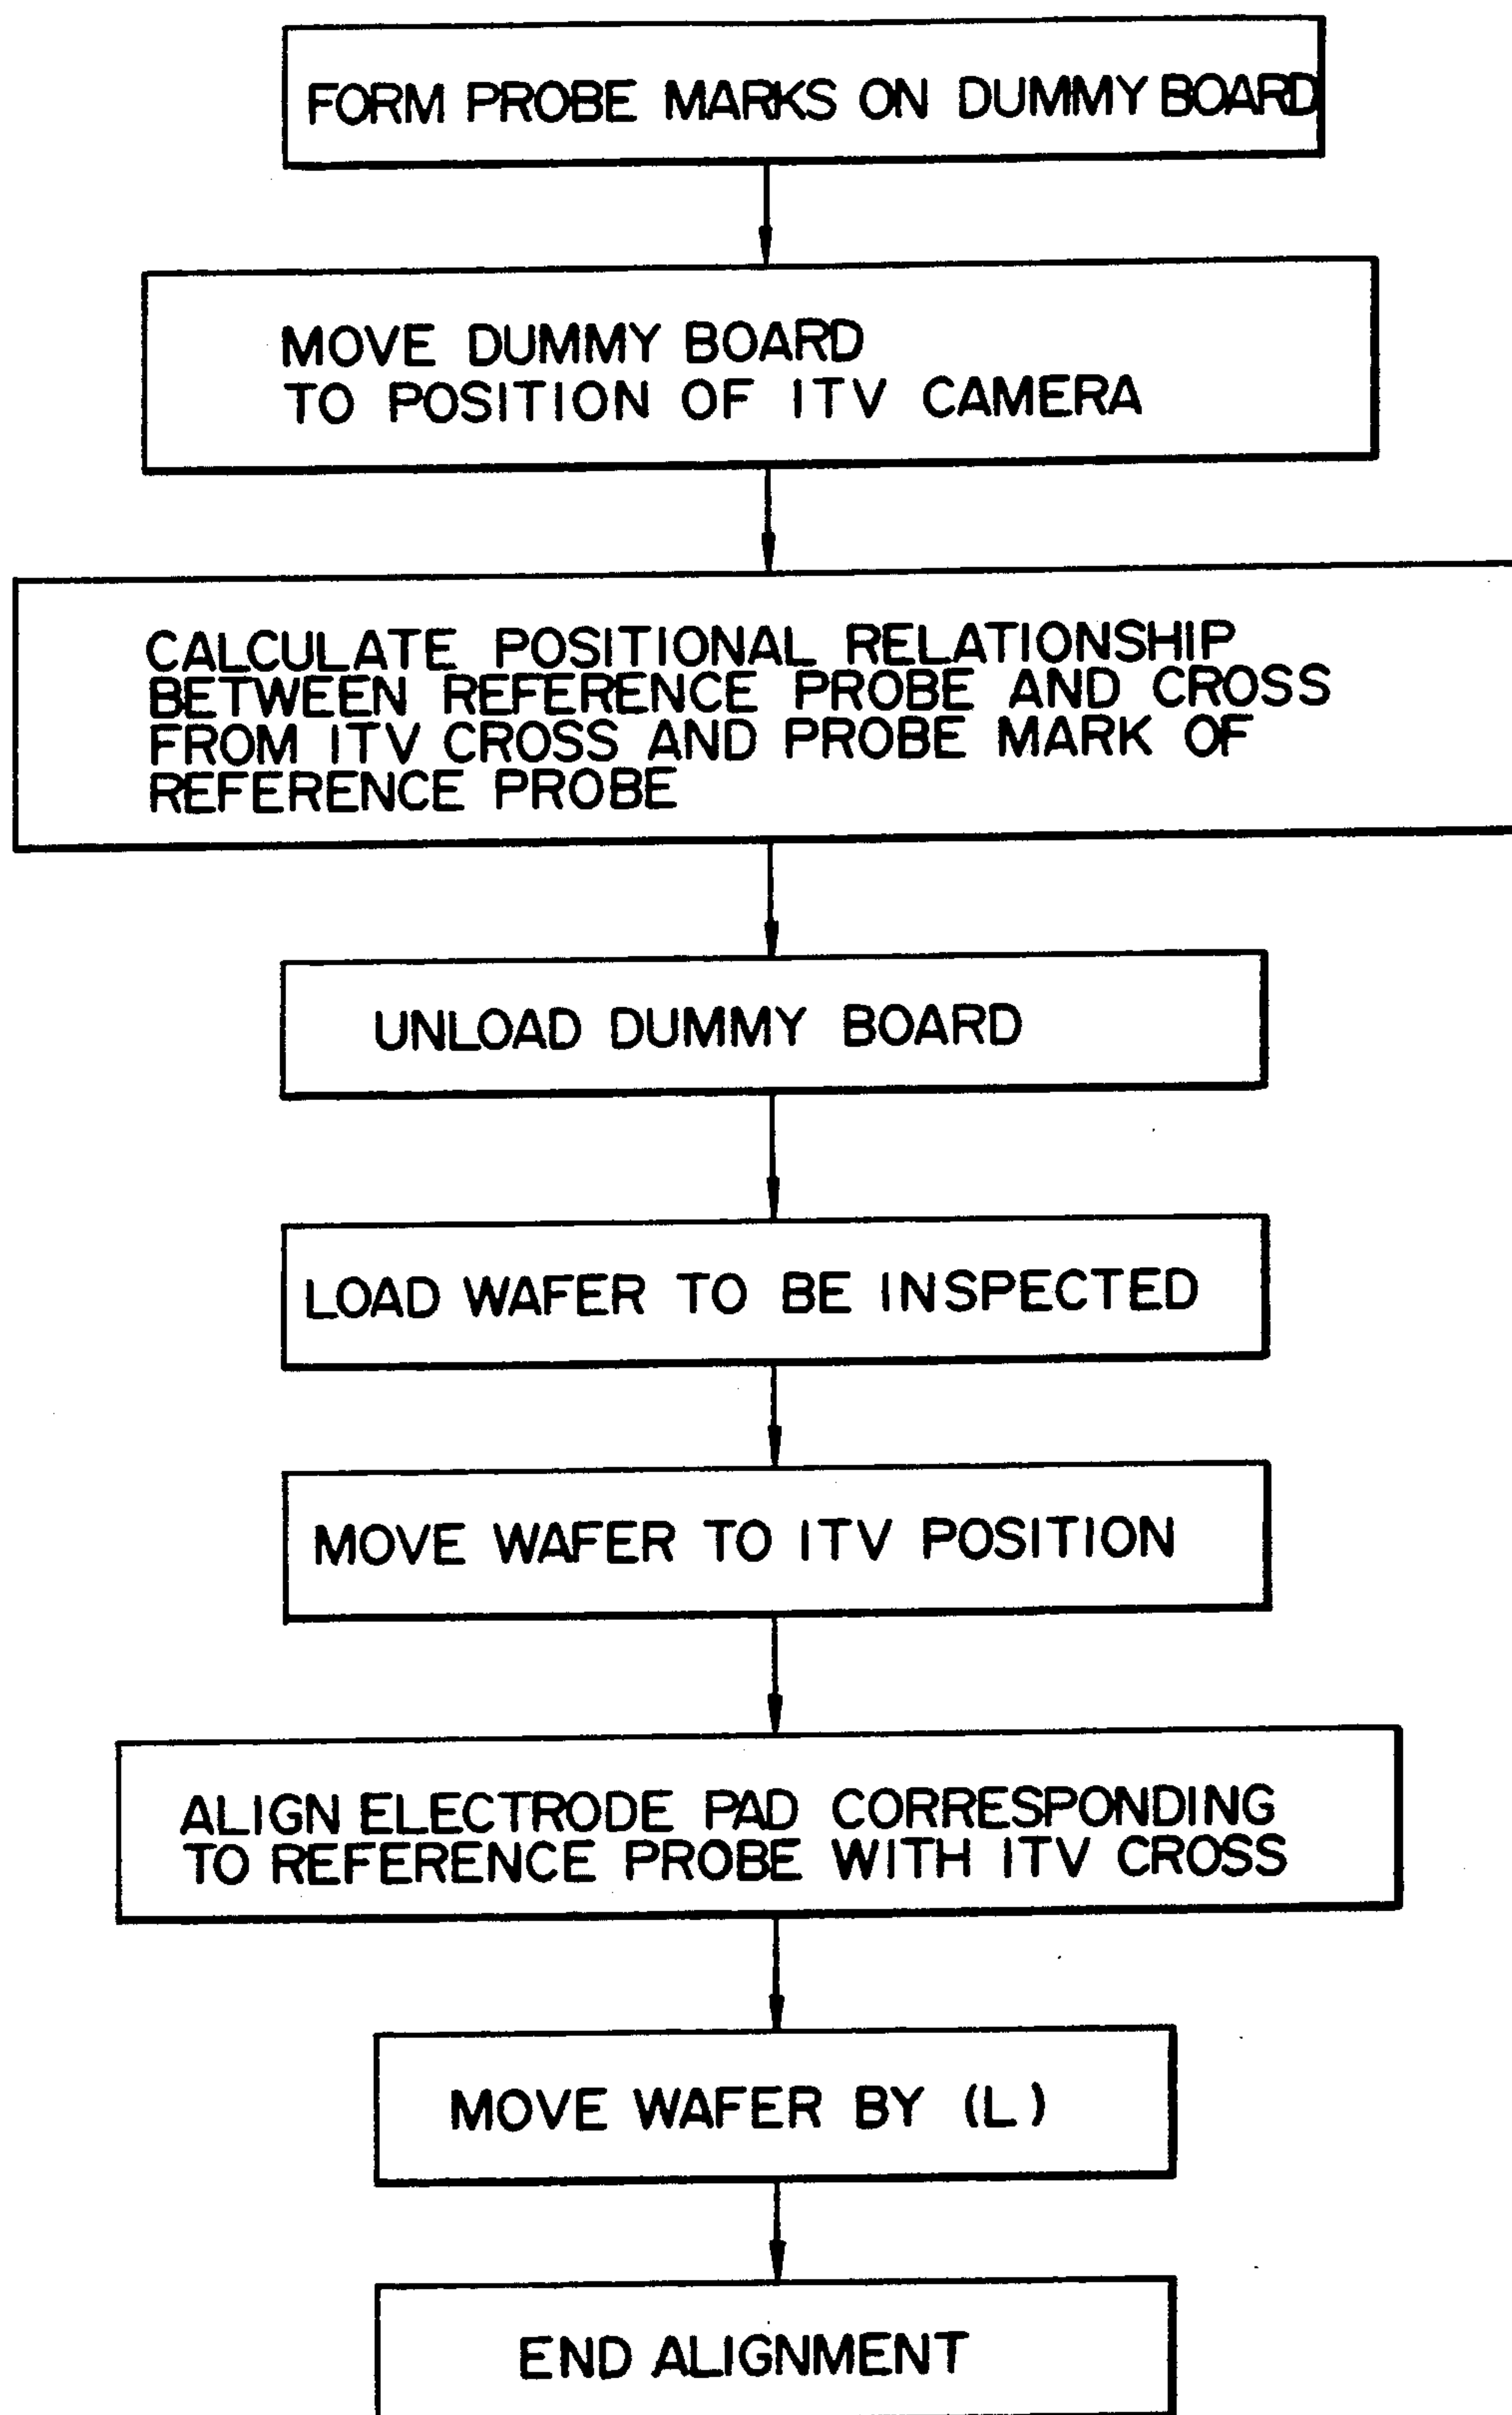 FORM PROBE MARKS ON DUMMY BOARD
MOVE DUMMY BOARD
TO POSITION OF ITV CAMERA
CALCULATE POSITIONAL RELATIONSHIP
BETWEEN REFERENCE PROBE AND CROSS
FROM ITV CROSS AND PROBE MARK OF
REFERENCE PROBE
UNLOAD DUMMY BOARD
LOAD WAFER TO BE INSPECTED
MOVE WAFER TO ITV POSITION
ALIGN ELECTRODE PAD CORRESPONDING
TO REFERENCE PROBE WITH ITV CROSS
MOVE WAFER BY (L)
END ALIGNMENT